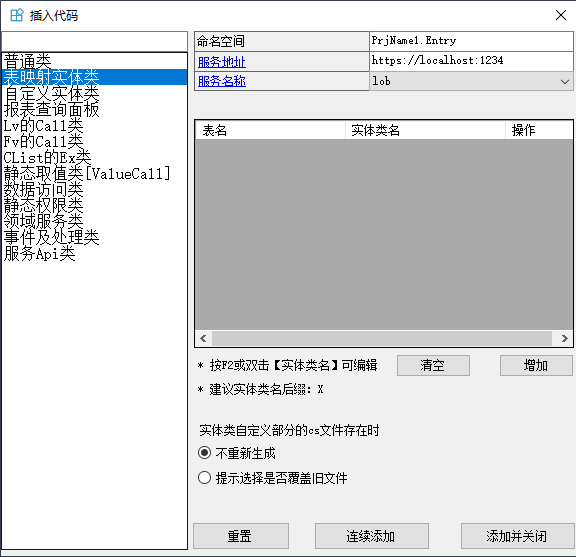 插入代码
普通类
表映射实体类
自定义实体类
报表查询面板
Lv的Call类
Fv的Call类
CList的Ex类
静态取值类[ValueCall]
数据访问类
静态权限类
领域服务类
事件及处理类
服务Api类
命名空间 PrjName1.Entry
服务地址 https://localhost:1234
服务名称 lob
表名 实体类名 操作
* 按F2或双击【实体类名】可编辑 清空 增加
* 建议实体类名后缀: X
实体类自定义部分的cs文件存在时
不重新生成
提示选择是否覆盖旧文件
重置 连续添加 添加并关闭